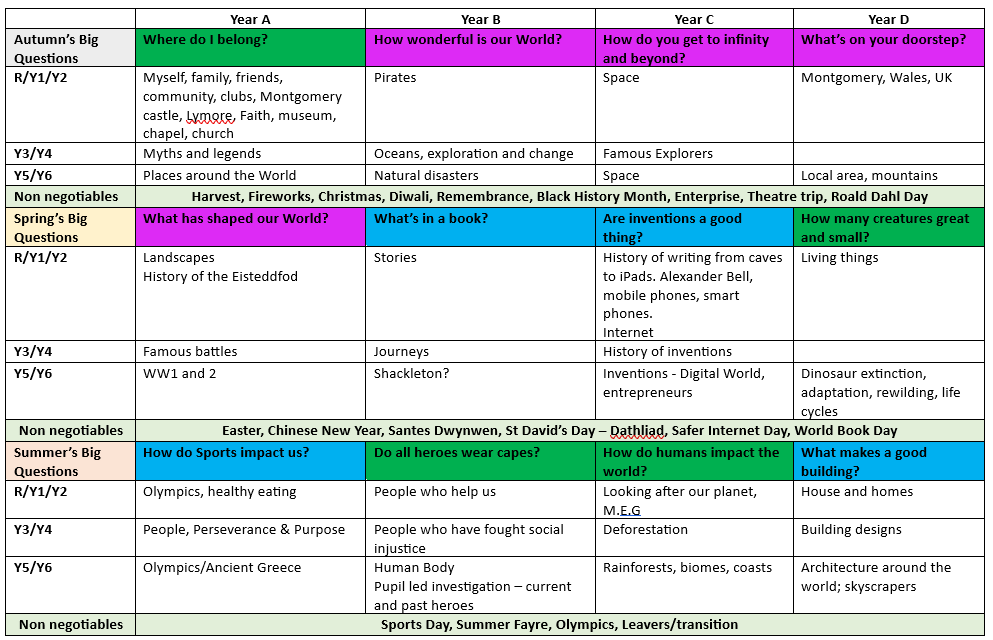 Year A Year B Year C Year D
Autumn's Big Questions Where do I belong? How wonderful is our World? How do you get to infinity and beyond? What's on your doorstep?
R/Y1/Y2 Myself, family, friends, community, clubs, Montgomery castle, Lymore, Faith, museum, chapel, church Pirates Space Montgomery, Wales, UK
Y3/Y4 Myths and legends Oceans, exploration and change Famous Explorers
Y5/Y6 Places around the World Natural disasters Space Local area, mountains
Non negotiables Harvest, Fireworks, Christmas, Diwali, Remembrance, Black History Month, Enterprise, Theatre trip, Roald Dahl Day
Spring's Big Questions What has shaped our World? What's in a book? Are inventions a good thing? How many creatures great and small?
R/Y1/Y2 Landscapes History of the Eisteddfod Stories History of writing from caves to iPads. Alexander Bell, mobile phones, smart phones. Internet Living things
Y3/Y4 Famous battles Journeys History of inventions
Y5/Y6 WW1 and 2 Shackleton? Inventions - Digital World, entrepreneurs Dinosaur extinction, adaptation, rewilding, life cycles
Non negotiables Easter, Chinese New Year, Santes Dwynwen, St David's Day – Dathliad, Safer Internet Day, World Book Day
Summer's Big Questions How do Sports impact us? Do all heroes wear capes? How do humans impact the world? What makes a good building?
R/Y1/Y2 Olympics, healthy eating People who help us Looking after our planet, M.E.G House and homes
Y3/Y4 People, Perseverance & Purpose People who have fought social injustice Deforestation Building designs
Y5/Y6 Olympics/Ancient Greece Human Body Pupil led investigation – current and past heroes Rainforests, biomes, coasts Architecture around the world; skyscrapers
Non negotiables Sports Day, Summer Fayre, Olympics, Leavers/transition